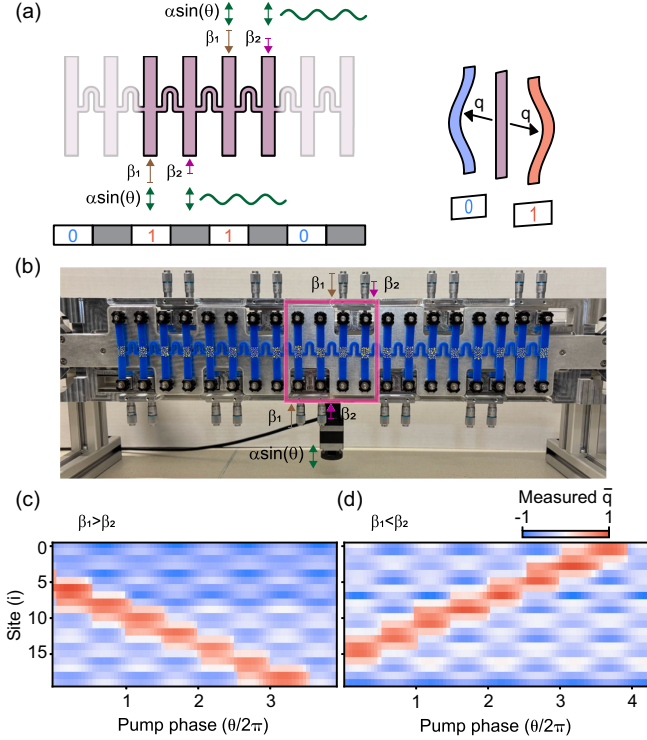 (a)
αsin(θ)
β₁
β₂
q
q
0
1
β₁
β₂
αsin(θ)
0
1
1
0
(b)
β₁
β₂
β₁
β₂
αsin(θ)
(c)
β₁>β₂
(d)
β₁<β₂
Measured q̄
-1
1
Site (i)
0
5
10
15
1
2
3
Pump phase (θ/2π)
1
2
3
4
Pump phase (θ/2π)